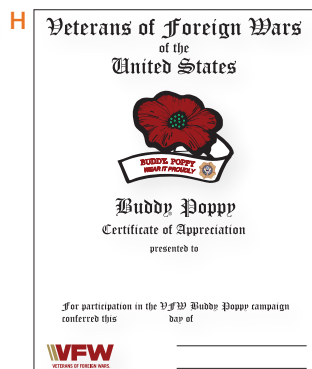 H
Veterans of Foreign Wars
of the
United States
BUDDY POPPY
WEAR IT PROUDLY
Buddy Poppy
Certificate of Appreciation
presented to
For participation in the VFW Buddy Poppy campaign
conferred this day of
VFW
VETERANS OF FOREIGN WARS.